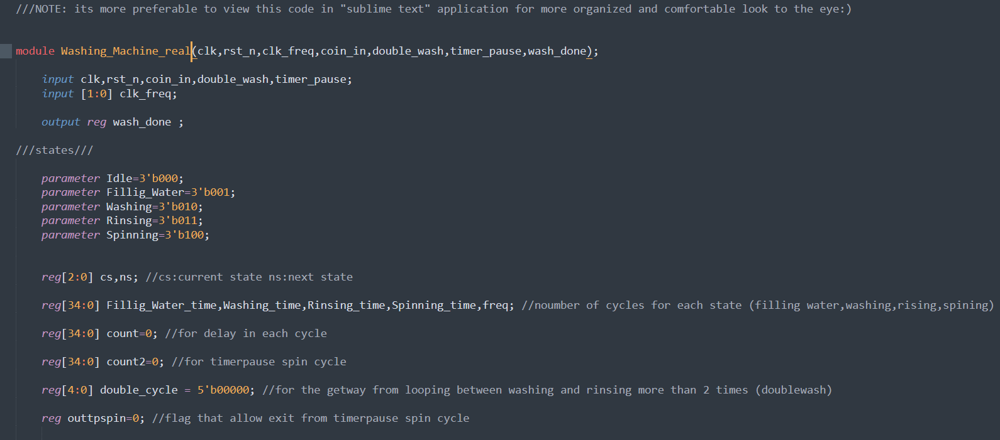 ///NOTE: its more preferable to view this code in "sublime text" application for more organized and comfortable look to the eye:)
module Washing_Machine_real(clk,rst_n,clk_freq,coin_in,double_wash,timer_pause,wash_done);
input clk,rst_n,coin_in,double_wash,timer_pause;
input [1:0] clk_freq;
output reg wash_done ;
///states///
parameter Idle=3'b000;
parameter Fillig_Water=3'b001;
parameter Washing=3'b010;
parameter Rinsing=3'b011;
parameter Spinning=3'b100;
reg[2:0] cs,ns; //cs:current state ns:next state
reg[34:0] Fillig_Water_time,Washing_time,Rinsing_time,Spinning_time,freq; //noumber of cycles for each state (filling water,washing,rising,spining)
reg[34:0] count=0; //for delay in each cycle
reg[34:0] count2=0; //for timerpause spin cycle
reg[4:0] double_cycle = 5'b00000; //for the getway from looping between washing and rinsing more than 2 times (doublewash)
reg outtpspin=0; //flag that allow exit from timerpause spin cycle